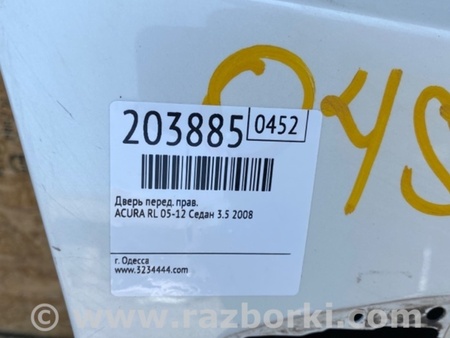 045
203885 0452
Дверь перед. прав.
ACURA RL 05-12 Седан 3.5 2008
г. Одесса
www.3234444.com
© www.razborki.com